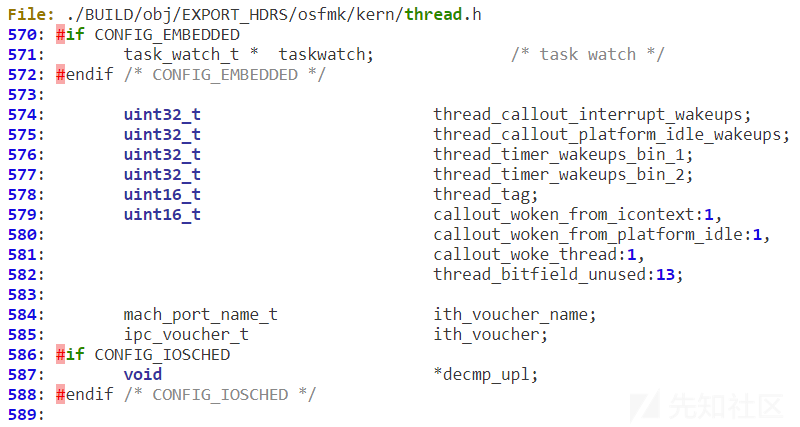 File: ./BUILD/obj/EXPORT_HDRS/osfmk/kern/thread.h
570: #if CONFIG_EMBEDDED
571:         task_watch_t *  taskwatch;              /* task watch */
572: #endif /* CONFIG_EMBEDDED */
573:
574:         uint32_t                        thread_callout_interrupt_wakeups;
575:         uint32_t                        thread_callout_platform_idle_wakeups;
576:         uint32_t                        thread_timer_wakeups_bin_1;
577:         uint32_t                        thread_timer_wakeups_bin_2;
578:         uint16_t                        thread_tag;
579:         uint16_t                        callout_woken_from_icontext:1,
580:                                         callout_woken_from_platform_idle:1,
581:                                         callout_woke_thread:1,
582:                                         thread_bitfield_unused:13;
583:
584:         mach_port_name_t                ith_voucher_name;
585:         ipc_voucher_t                   ith_voucher;
586: #if CONFIG_IOSCHED
587:         void                            *decmp_upl;
588: #endif /* CONFIG_IOSCHED */
589:
先知社区